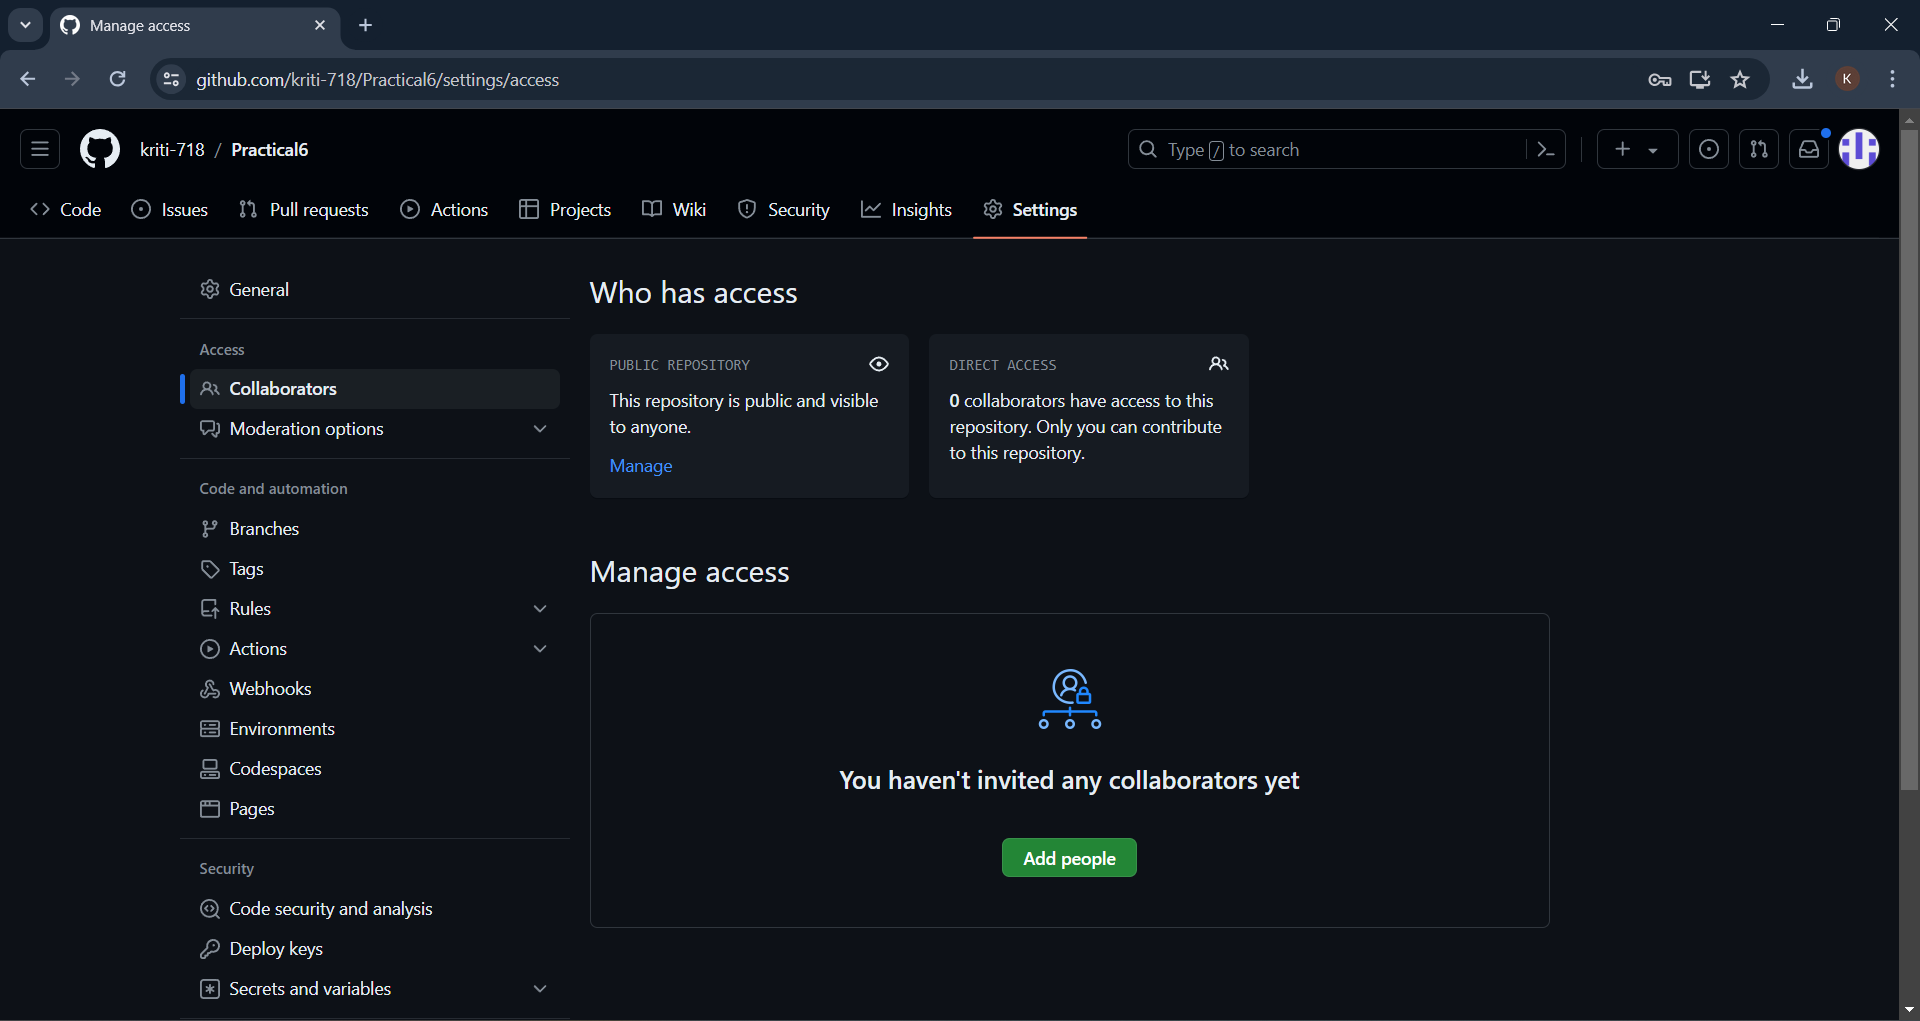 Manage access
github.com/kriti-718/Practical6/settings/access
K
kriti-718 / Practical6
Type / to search
Code
Issues
Pull requests
Actions
Projects
Wiki
Security
Insights
Settings
General
Access
Collaborators
Moderation options
Code and automation
Branches
Tags
Rules
Actions
Webhooks
Environments
Codespaces
Pages
Security
Code security and analysis
Deploy keys
Secrets and variables
Who has access
PUBLIC REPOSITORY
This repository is public and visible
to anyone.
Manage
DIRECT ACCESS
0 collaborators have access to this
repository. Only you can contribute
to this repository.
Manage access
You haven't invited any collaborators yet
Add people